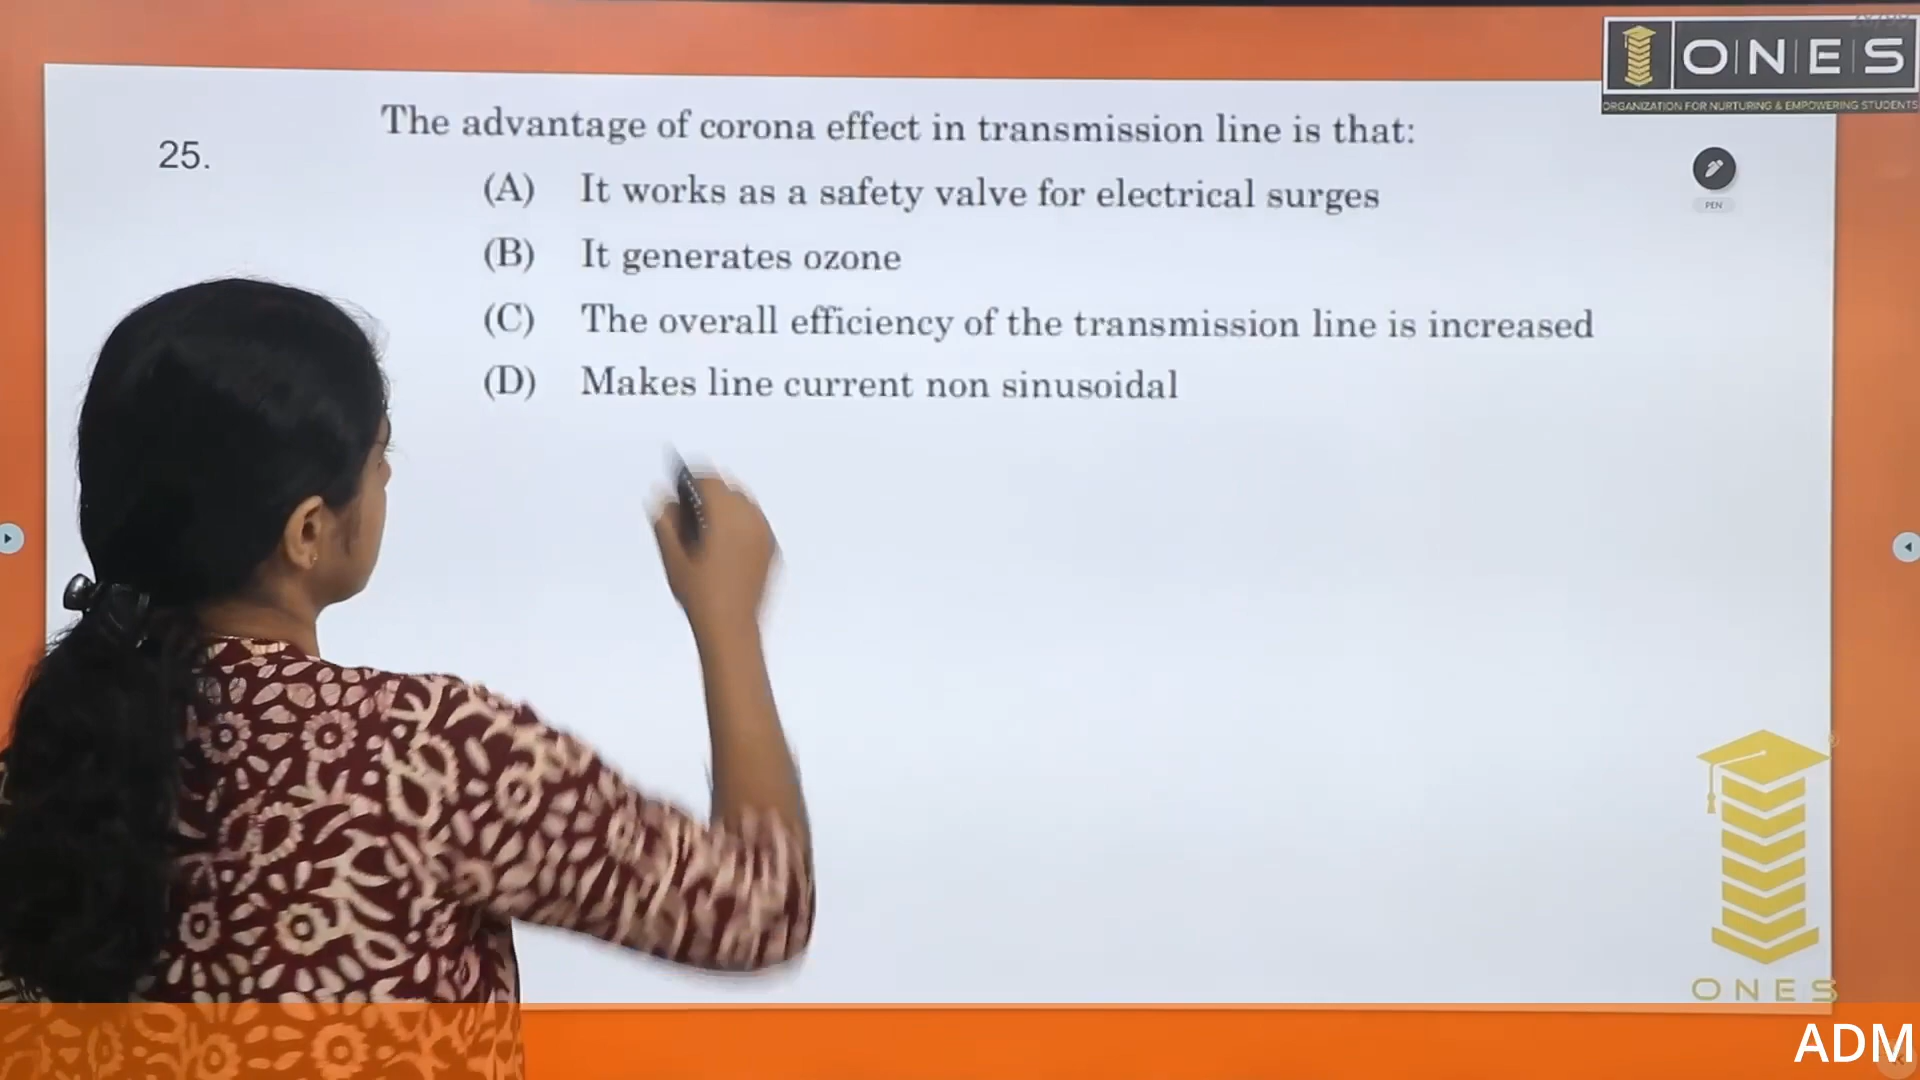 ONES
ORGANIZATION FOR NURTURING & EMPOWERING STUDENTS
25.
The advantage of corona effect in transmission line is that:
(A) It works as a safety valve for electrical surges
(B) It generates ozone
(C) The overall efficiency of the transmission line is increased
(D) Makes line current non sinusoidal
PEN
ONES
ADM